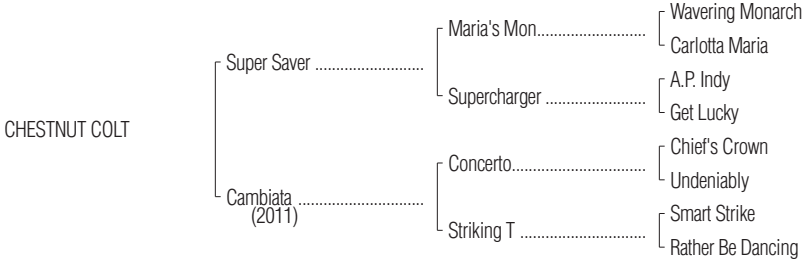 Wavering Monarch
Maria's Mon..........................
Carlotta Maria
Super Saver ..........................
A.P. Indy
Supercharger ........................
Get Lucky
CHESTNUT COLT
Chief's Crown
Concerto................................
Undeniably
Cambiata ..............................
(2011)
Smart Strike
Striking T ..............................
Rather Be Dancing